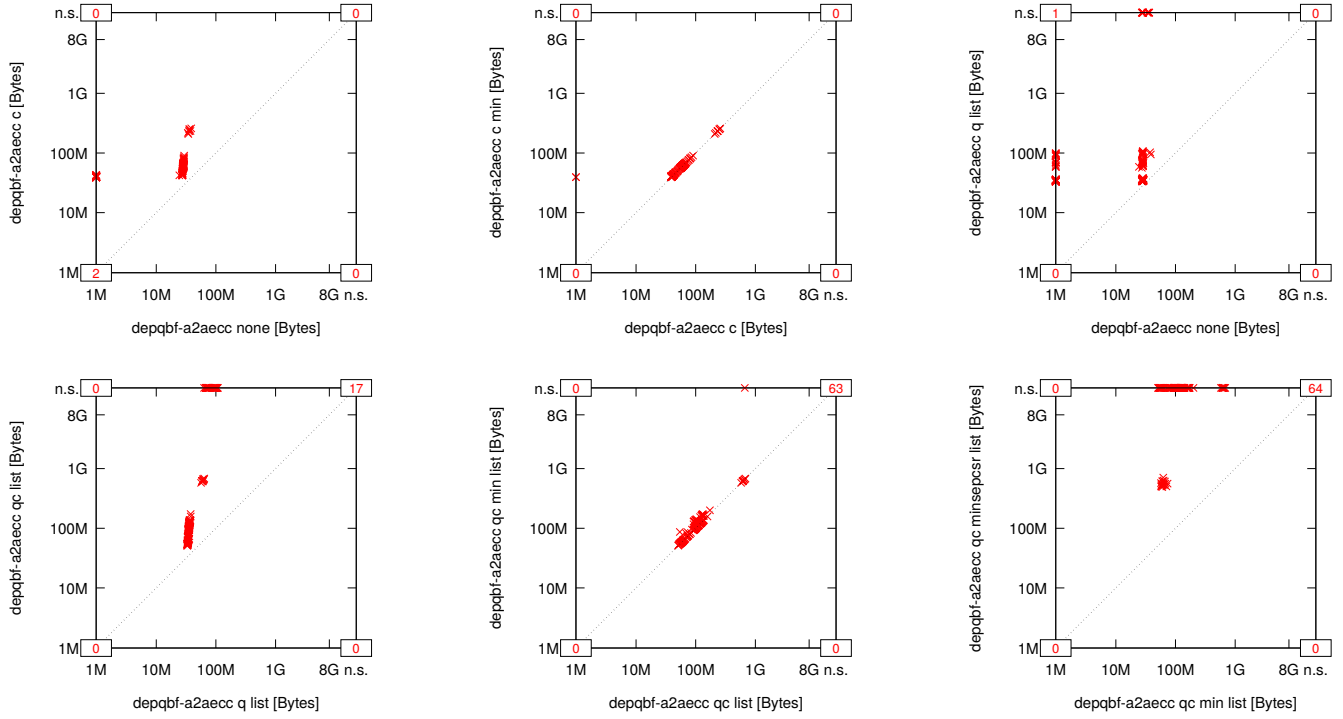 n.s. 0 0
8G
1G
100M
10M
1M 2 0
1M 10M 100M 1G 8G n.s.
depqbf-a2aecc c [Bytes]
depqbf-a2aecc none [Bytes]
n.s. 0 0
8G
1G
100M
10M
1M 0 0
1M 10M 100M 1G 8G n.s.
depqbf-a2aecc c min [Bytes]
depqbf-a2aecc c [Bytes]
n.s. 1 0
8G
1G
100M
10M
1M 0 0
1M 10M 100M 1G 8G n.s.
depqbf-a2aecc q list [Bytes]
depqbf-a2aecc none [Bytes]
n.s. 0 17
8G
1G
100M
10M
1M 0 0
1M 10M 100M 1G 8G n.s.
depqbf-a2aecc qc list [Bytes]
depqbf-a2aecc q list [Bytes]
n.s. 0 63
8G
1G
100M
10M
1M 0 0
1M 10M 100M 1G 8G n.s.
depqbf-a2aecc qc min list [Bytes]
depqbf-a2aecc qc list [Bytes]
n.s. 0 64
8G
1G
100M
10M
1M 0 0
1M 10M 100M 1G 8G n.s.
depqbf-a2aecc qc minsepcsr list [Bytes]
depqbf-a2aecc qc min list [Bytes]